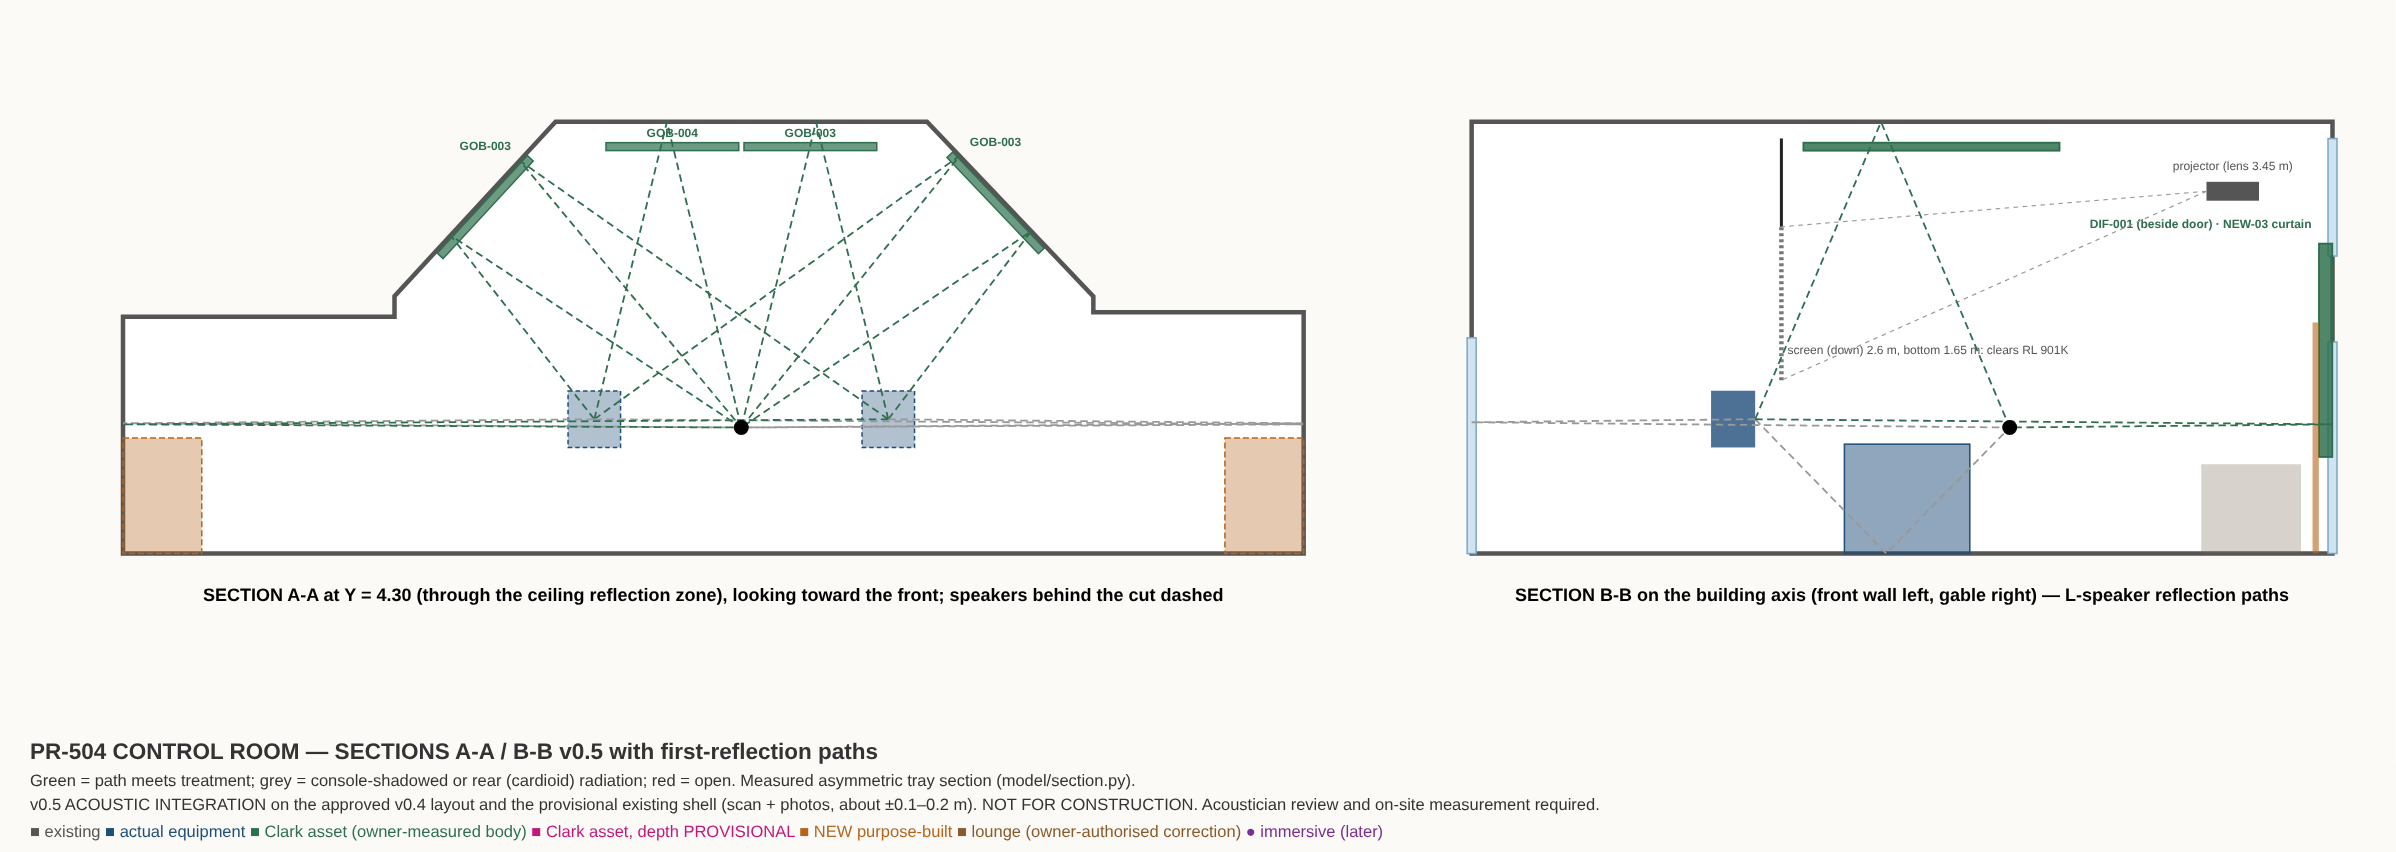 GOB-003
GOB-004
GOB-003
GOB-003
projector (lens 3.45 m)
DIF-001 (beside door) · NEW-03 curtain
screen (down) 2.6 m, bottom 1.65 m: clears RL 901K
SECTION A-A at Y = 4.30 (through the ceiling reflection zone), looking toward the front; speakers behind the cut dashed
SECTION B-B on the building axis (front wall left, gable right) — L-speaker reflection paths
PR-504 CONTROL ROOM — SECTIONS A-A / B-B v0.5 with first-reflection paths
Green = path meets treatment; grey = console-shadowed or rear (cardioid) radiation; red = open. Measured asymmetric tray section (model/section.py).
v0.5 ACOUSTIC INTEGRATION on the approved v0.4 layout and the provisional existing shell (scan + photos, about ±0.1–0.2 m). NOT FOR CONSTRUCTION. Acoustician review and on-site measurement required.
■ existing ■ actual equipment ■ Clark asset (owner-measured body) ■ Clark asset, depth PROVISIONAL ■ NEW purpose-built ■ lounge (owner-authorised correction) ● immersive (later)